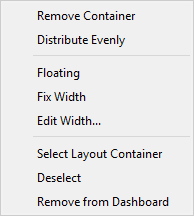 Remove Container
Distribute Evenly
Floating
Fix Width
Edit Width...
Select Layout Container
Deselect
Remove from Dashboard